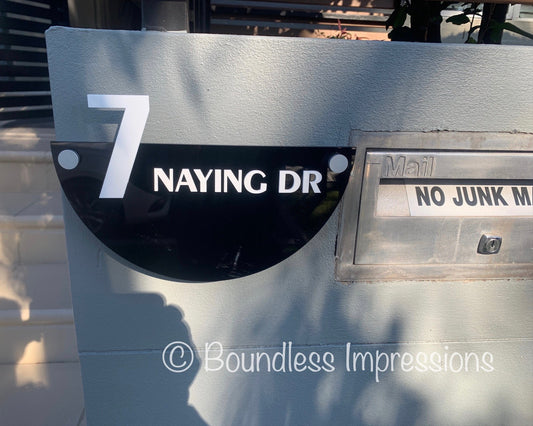 7
NAYING DR
Mail
NO JUNK M
© Boundless Impressions